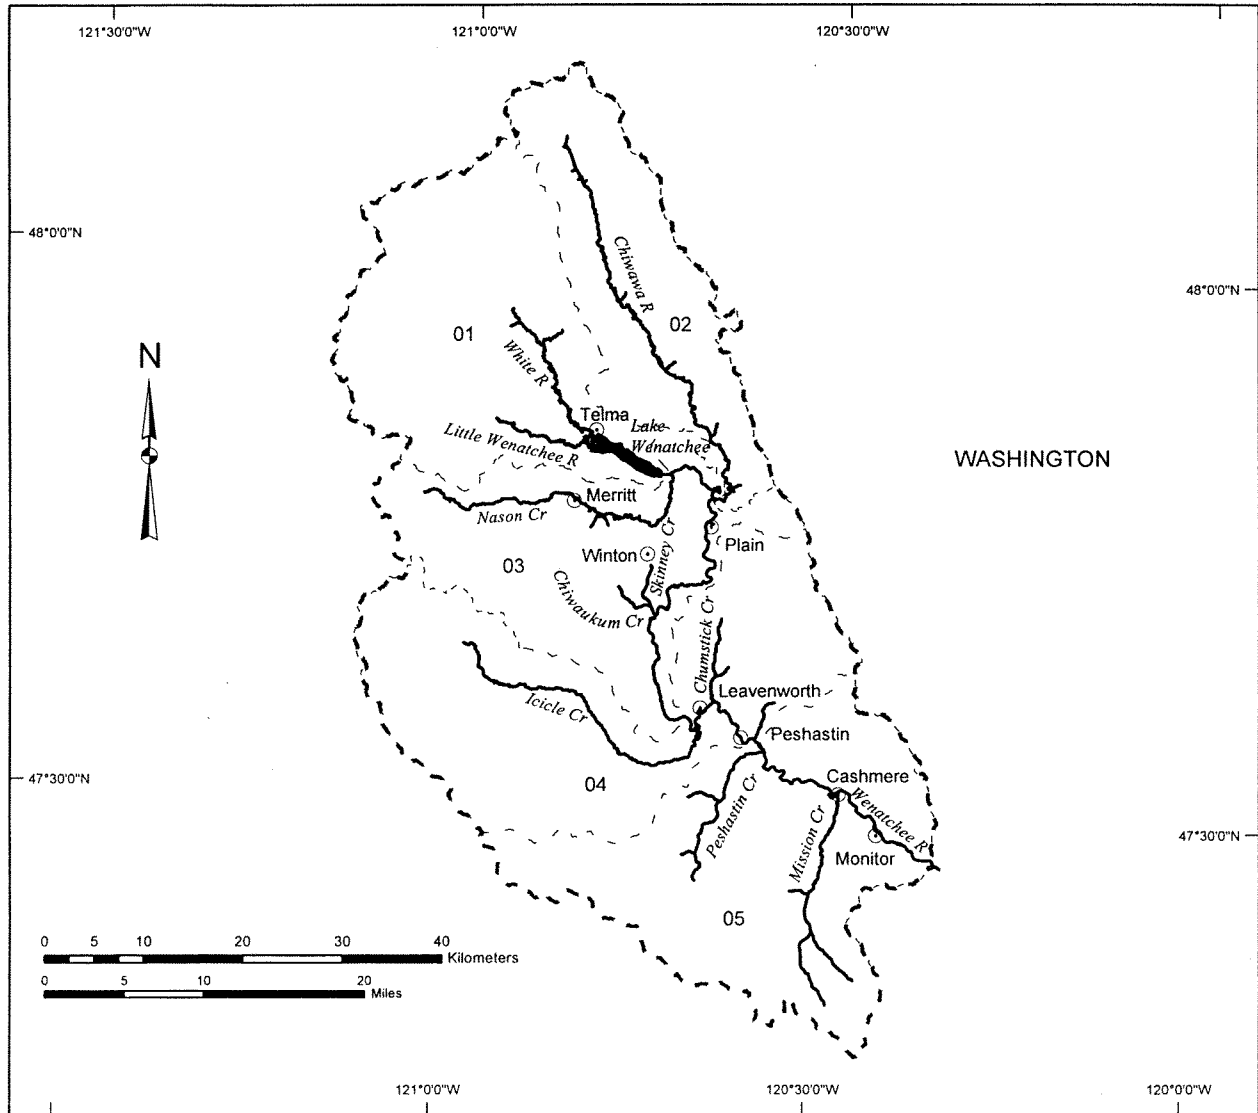 121°30'0"W
121°0'0"W
120°30'0"W
48°0'0"N
48°0'0"N
Chiwawa R
02
01
N
White R
Telma
Lake
Wenatchee
Little Wenatchee R
WASHINGTON
Merritt
Nason Cr
Skinney Cr
Plain
Winton
03
Chiwaukum Cr
Chumstick Cr
Leavenworth
Icicle Cr
Peshastin
47°30'0"N
Cashmere
04
Peshastin Cr
Wenatchee R
Mission Cr
47°30'0"N
Monitor
05
0 5 10 20 30 40
Kilometers
0 5 10 20
Miles
121°0'0"W
120°30'0"W
120°0'0"W